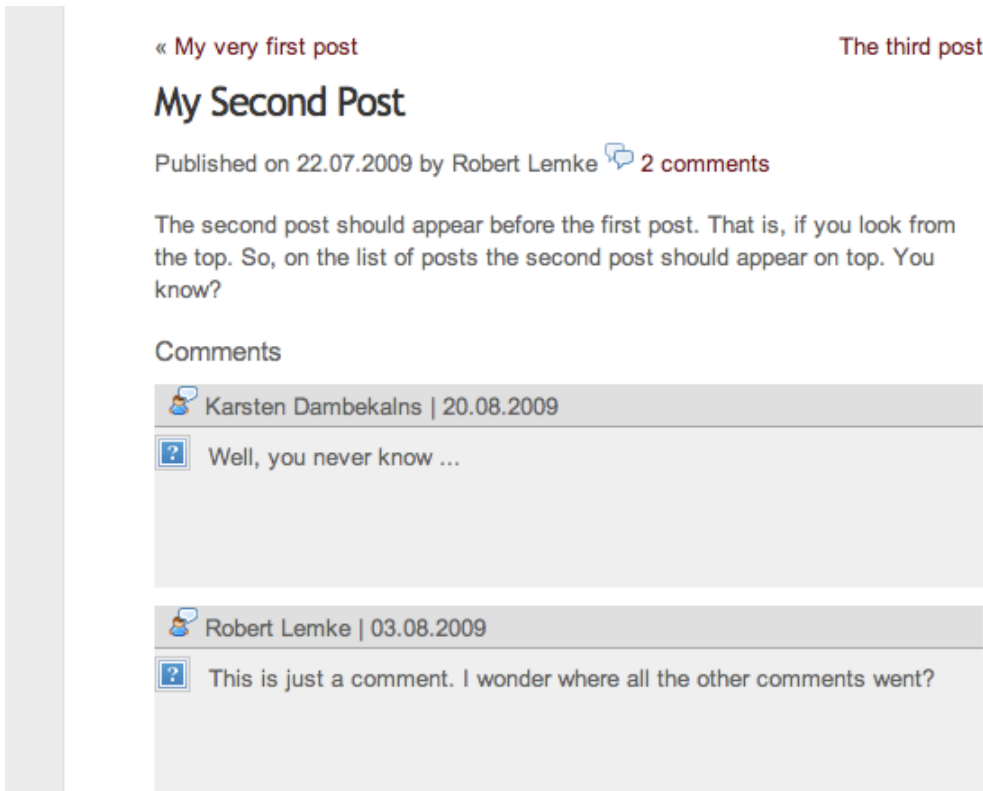 « My very first post
The third post
My Second Post
Published on 22.07.2009 by Robert Lemke 2 comments
The second post should appear before the first post. That is, if you look from
the top. So, on the list of posts the second post should appear on top. You
know?
Comments
Karsten Dambekalns | 20.08.2009
Well, you never know ...
Robert Lemke | 03.08.2009
This is just a comment. I wonder where all the other comments went?